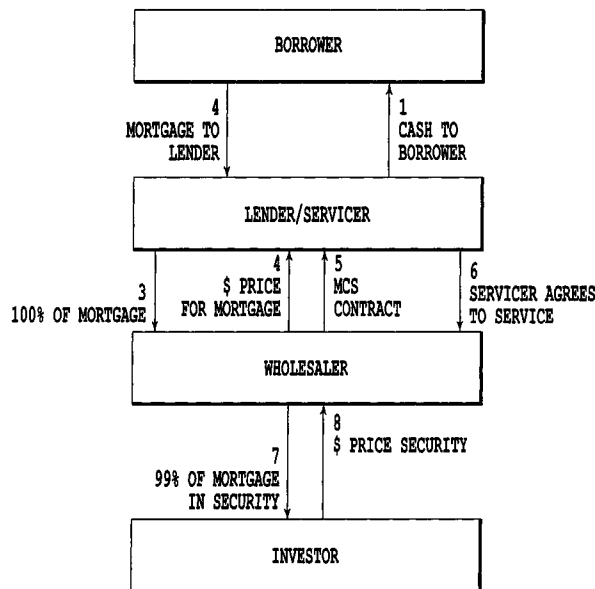 BORROWER
4
MORTGAGE TO
LENDER
1
CASH TO
BORROWER
LENDER/SERVICER
3
100% OF MORTGAGE
4
$ PRICE
FOR MORTGAGE
5
MCS
CONTRACT
6
SERVICER AGREES
TO SERVICE
WHOLESALER
7
99% OF MORTGAGE
IN SECURITY
8
$ PRICE SECURITY
INVESTOR